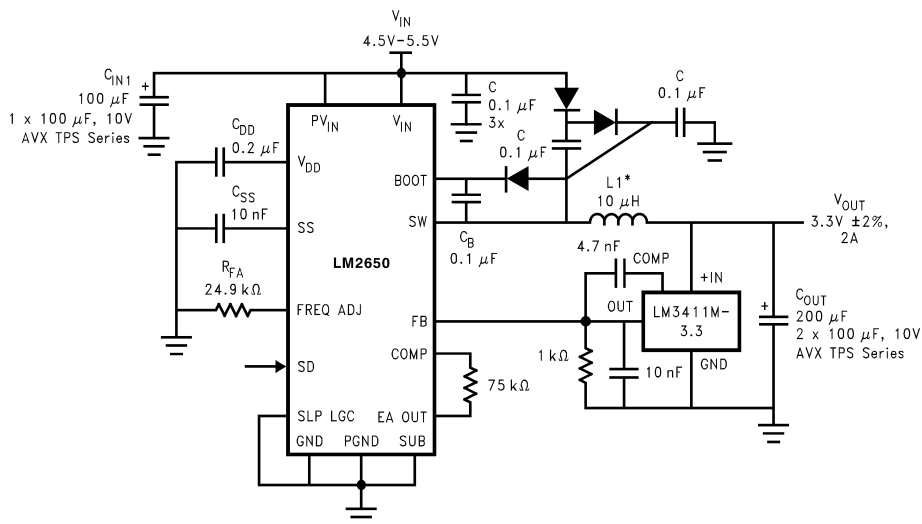 V_IN
4.5V-5.5V
C_IN1
+
100 μF
1 x 100 μF, 10V
AVX TPS Series
C_DD
0.2 μF
C_SS
10 nF
R_FA
24.9 kΩ
PV_IN
V_IN
V_DD
SS
LM2650
FREQ ADJ
SD
SLP LGC
GND
PGND
SUB
BOOT
SW
FB
COMP
EA OUT
C
0.1 μF
3x
C
0.1 μF
C
0.1 μF
C_B
0.1 μF
L1*
10 μH
V_OUT
3.3V ±2%,
2A
4.7 nF
COMP
+IN
OUT
LM3411M-
3.3
GND
1 kΩ
10 nF
75 kΩ
+
C_OUT
200 μF
2 x 100 μF, 10V
AVX TPS Series